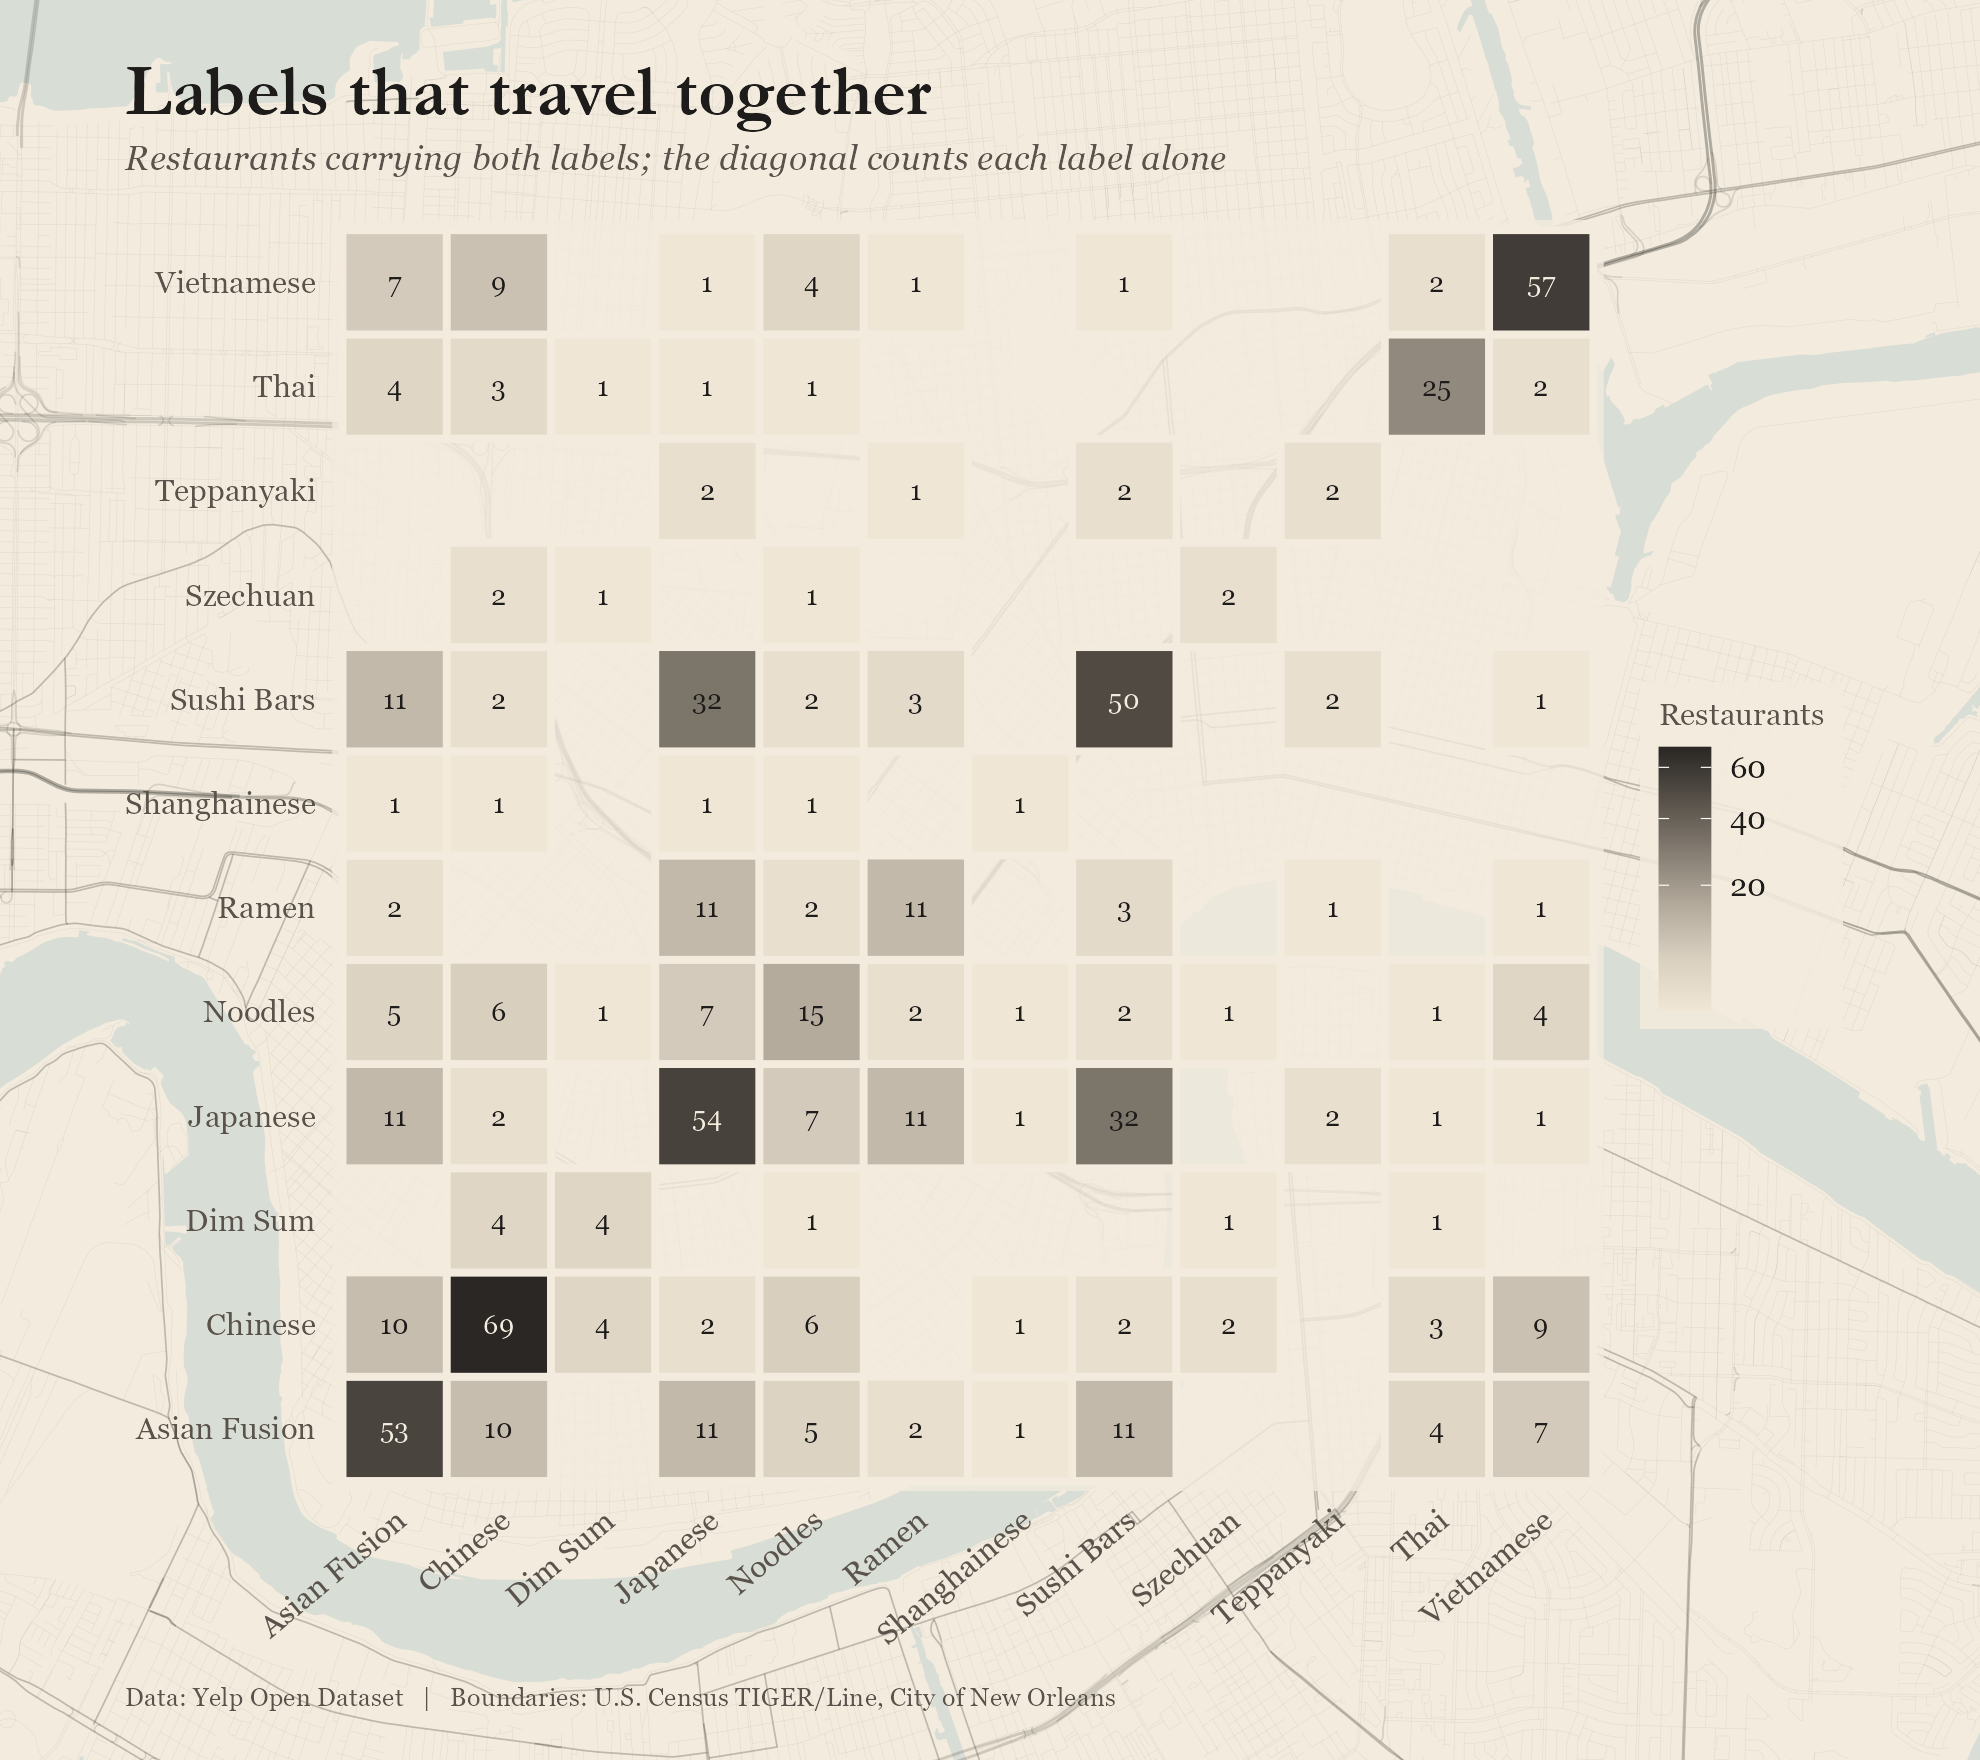 Labels that travel together
Restaurants carrying both labels; the diagonal counts each label alone
Vietnamese 7 9 1 4 1 1 2 57
Thai 4 3 1 1 1 25 2
Teppanyaki 2 1 2 2
Szechuan 2 1 1 2
Sushi Bars 11 2 32 2 3 50 2 1
Shanghainese 1 1 1 1 1
Ramen 2 11 2 11 3 1 1
Noodles 5 6 1 7 15 2 1 2 1 1 4
Japanese 11 2 54 7 11 1 32 2 1 1
Dim Sum 4 4 1 1 1
Chinese 10 69 4 2 6 1 2 2 3 9
Asian Fusion 53 10 11 5 2 1 11 4 7
Asian Fusion
Chinese
Dim Sum
Japanese
Noodles
Ramen
Shanghainese
Sushi Bars
Szechuan
Teppanyaki
Thai
Vietnamese
Restaurants
60
40
20
Data: Yelp Open Dataset | Boundaries: U.S. Census TIGER/Line, City of New Orleans